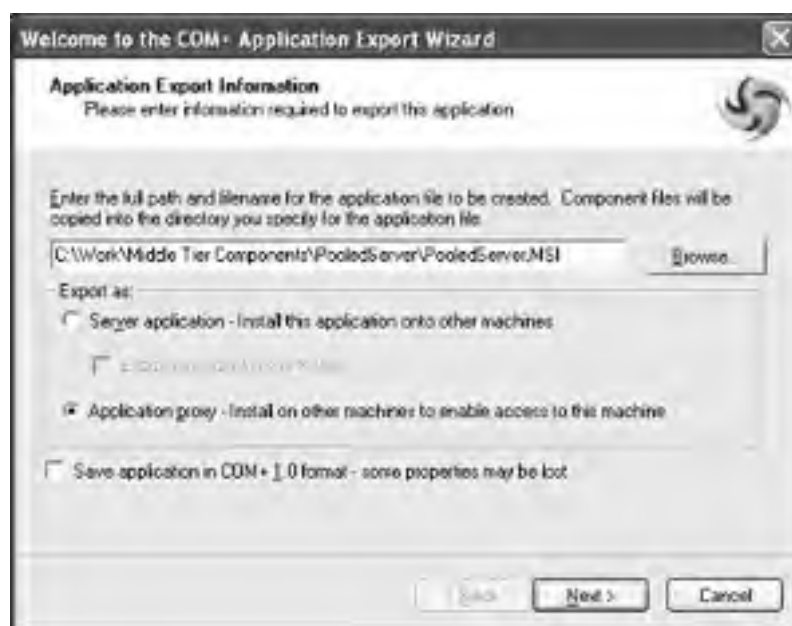 Welcome to the COM+ Application Export Wizard
Application Export Information
Please enter information required to export this application
Enter the full path and filename for the application file to be created. Component files will be
copied into the directory you specify for the application file.
C:\Work\Middle Tier Components\PooledServer\PooledServer.MSI
Browse...
Export as:
Server application - Install this application onto other machines
Application proxy - Install on other machines to enable access to this machine
Save application in COM+ 1.0 format - some properties may be lost
< Back
Next >
Cancel